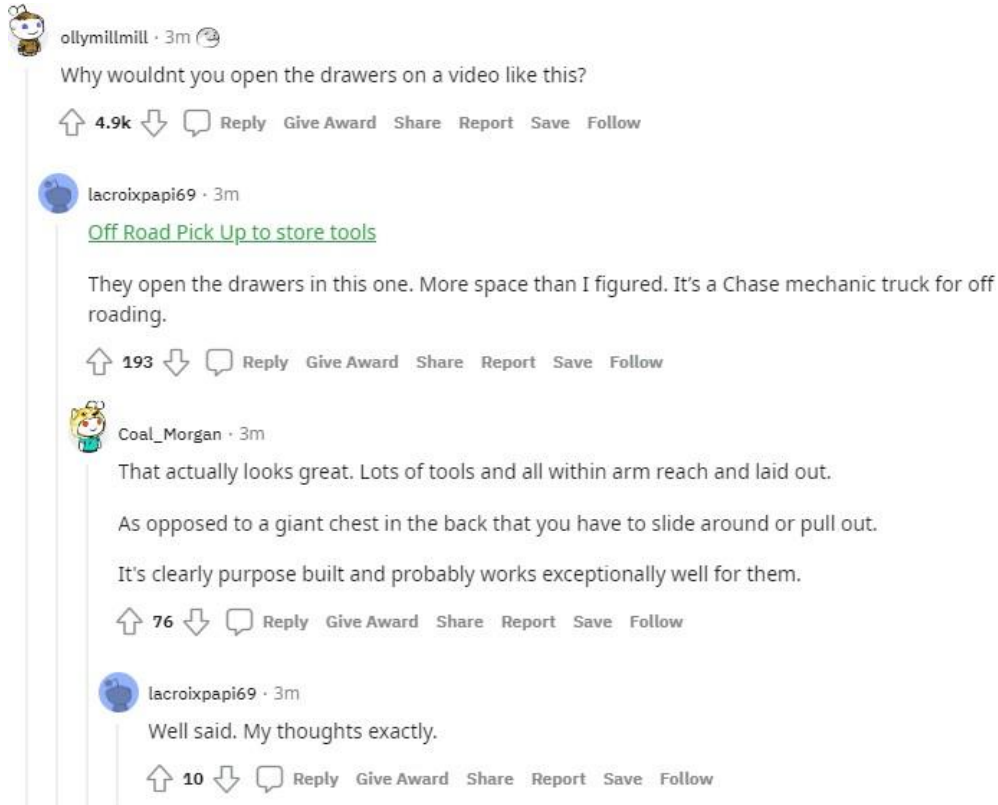 ollymillmill · 3m
Why wouldnt you open the drawers on a video like this?
4.9k Reply Give Award Share Report Save Follow
lacroixpapi69 · 3m
Off Road Pick Up to store tools
They open the drawers in this one. More space than I figured. It's a Chase mechanic truck for off
roading.
193 Reply Give Award Share Report Save Follow
Coal_Morgan · 3m
That actually looks great. Lots of tools and all within arm reach and laid out.
As opposed to a giant chest in the back that you have to slide around or pull out.
It's clearly purpose built and probably works exceptionally well for them.
76 Reply Give Award Share Report Save Follow
lacroixpapi69 · 3m
Well said. My thoughts exactly.
10 Reply Give Award Share Report Save Follow